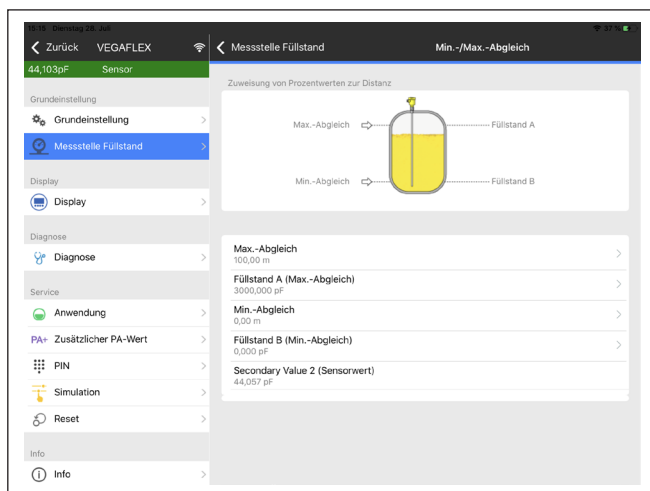 15:15 Dienstag 28. Juli
37 %
Zurück VEGAFLEX
Messstelle Füllstand
Min.-/Max.-Abgleich
44,103pF Sensor
Grundeinstellung
Grundeinstellung
Messstelle Füllstand
Display
Display
Diagnose
Diagnose
Service
Anwendung
PA+ Zusätzlicher PA-Wert
PIN
Simulation
Reset
Info
Info
Zuweisung von Prozentwerten zur Distanz
Max.-Abgleich
Füllstand A
Min.-Abgleich
Füllstand B
Max.-Abgleich
100,00 m
Füllstand A (Max.-Abgleich)
3000,000 pF
Min.-Abgleich
0,00 m
Füllstand B (Min.-Abgleich)
0,000 pF
Secondary Value 2 (Sensorwert)
44,057 pF